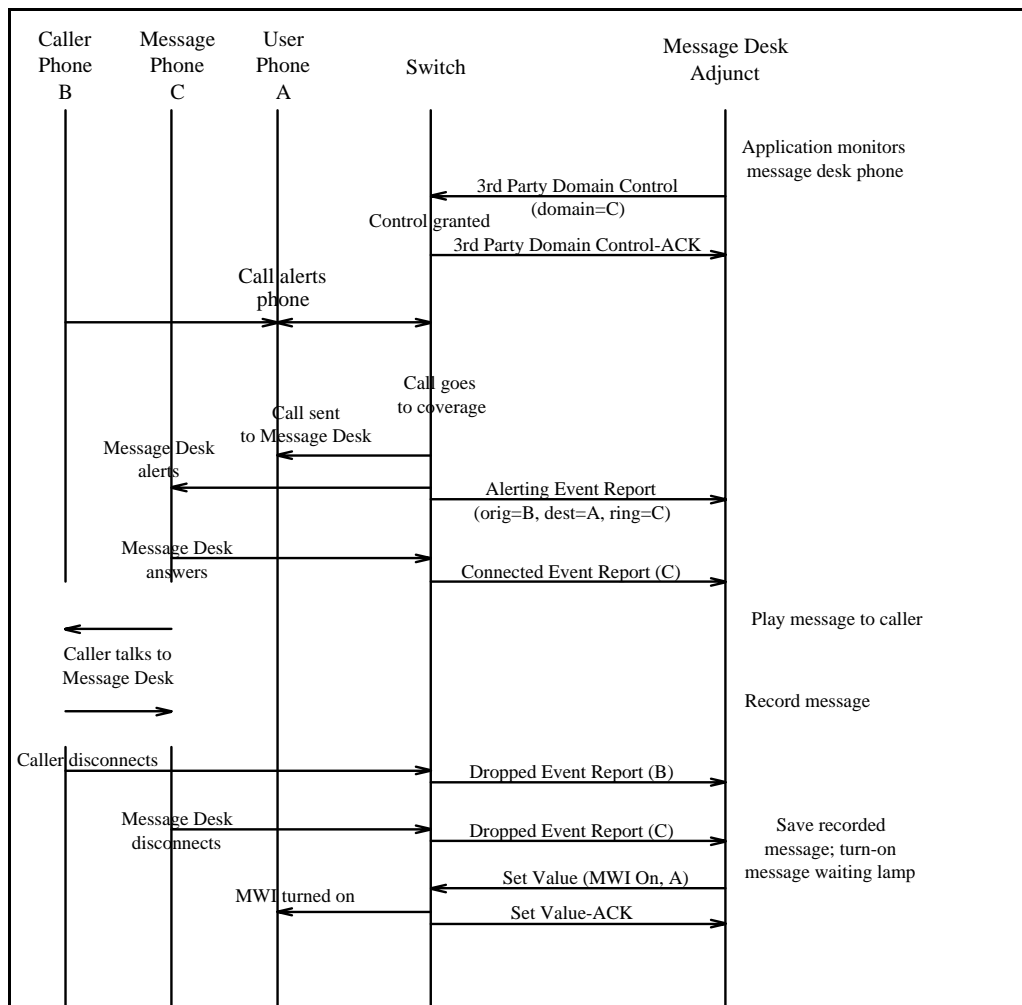 Caller
Phone
B
Message
Phone
C
User
Phone
A
Switch
Message Desk
Adjunct
Application monitors
message desk phone
3rd Party Domain Control
(domain=C)
Control granted
3rd Party Domain Control-ACK
Call alerts
phone
Call goes
to coverage
Call sent
to Message Desk
Message Desk
alerts
Alerting Event Report
(orig=B, dest=A, ring=C)
Message Desk
answers
Connected Event Report (C)
Play message to caller
Caller talks to
Message Desk
Record message
Caller disconnects
Dropped Event Report (B)
Message Desk
disconnects
Dropped Event Report (C)
Save recorded
message; turn-on
message waiting lamp
Set Value (MWI On, A)
MWI turned on
Set Value-ACK